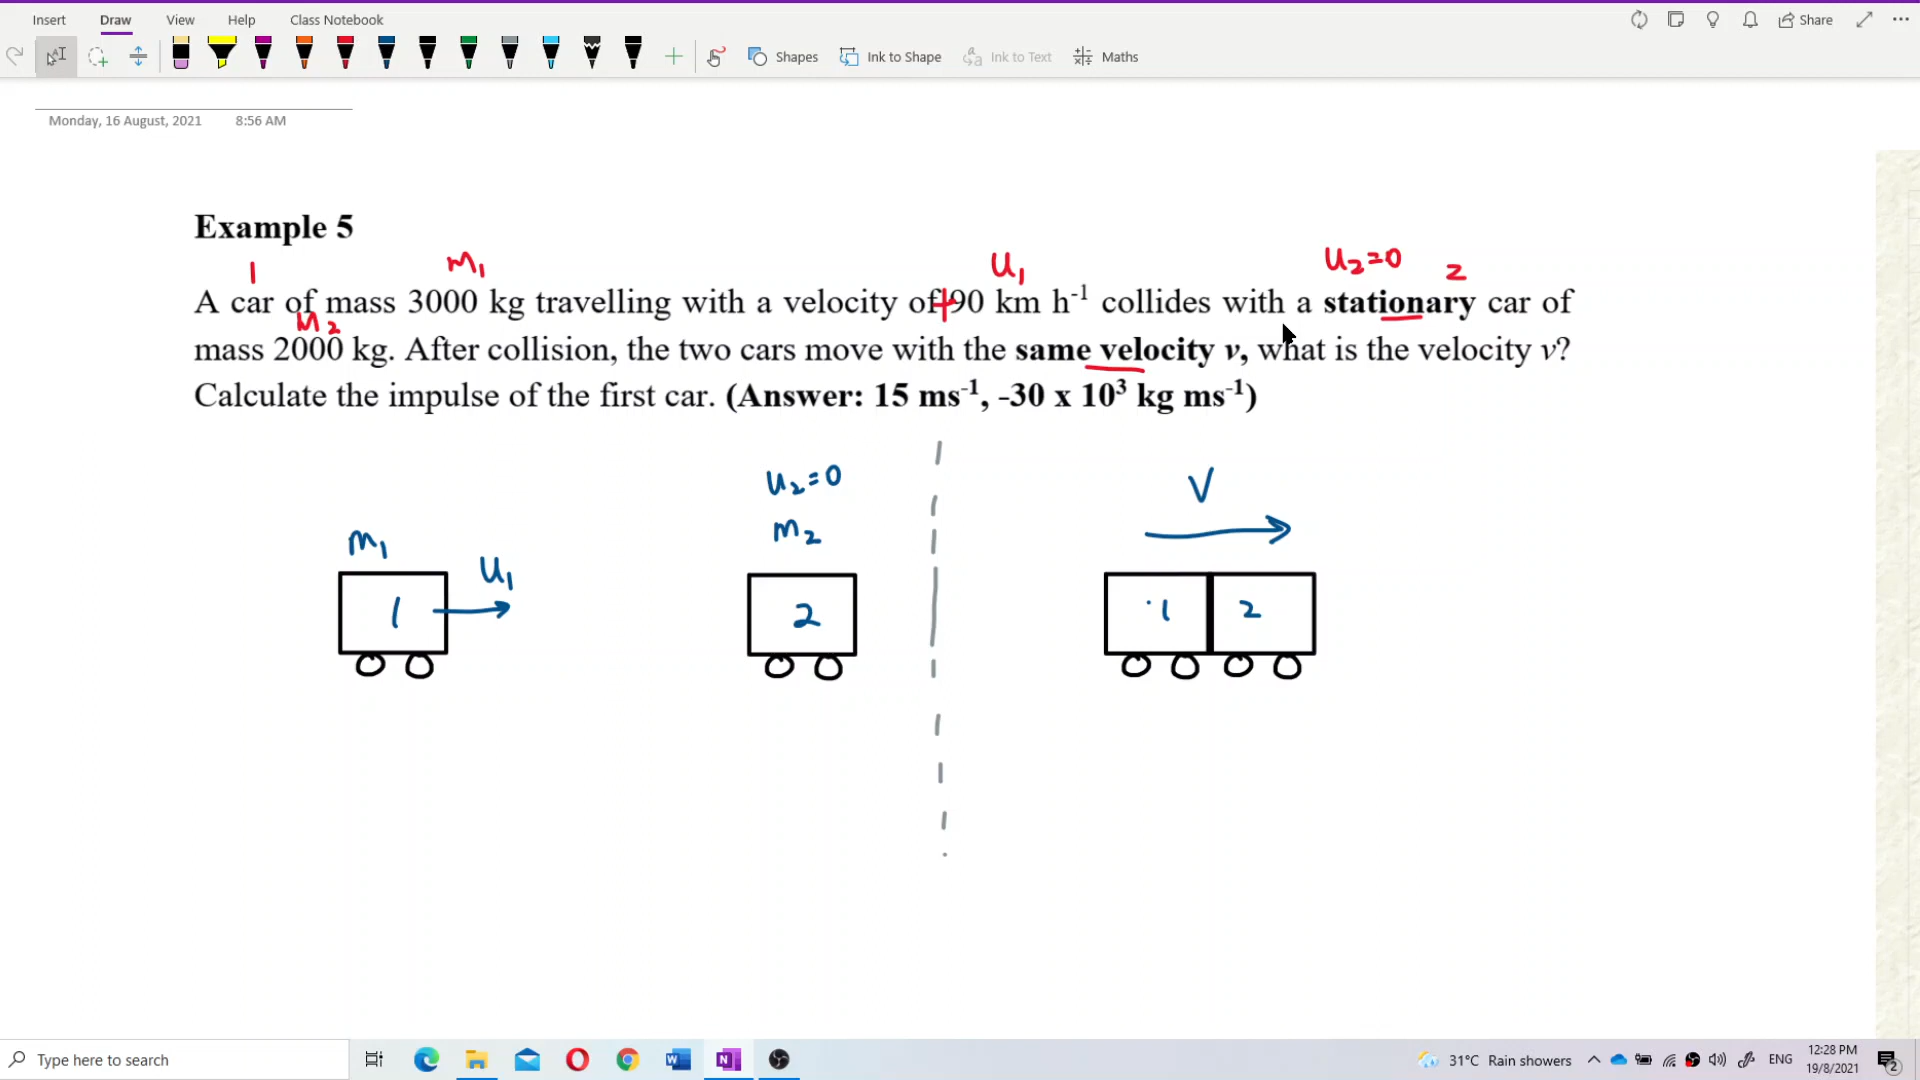 Insert Draw View Help Class Notebook Share
Shapes Ink to Shape Ink to Text Maths
Monday, 16 August, 2021 8:56 AM
Example 5
1 m₁ u₁ u₂=0 2
A car of mass 3000 kg travelling with a velocity of +90 km h⁻¹ collides with a stationary car of
m₂
mass 2000 kg. After collision, the two cars move with the same velocity v, what is the velocity v?
Calculate the impulse of the first car. (Answer: 15 ms⁻¹, -30 x 10³ kg ms⁻¹)
u₂=0 V
m₁ m₂
u₁
1 2 1 2
Type here to search 31°C Rain showers ENG 12:28 PM
19/8/2021 2